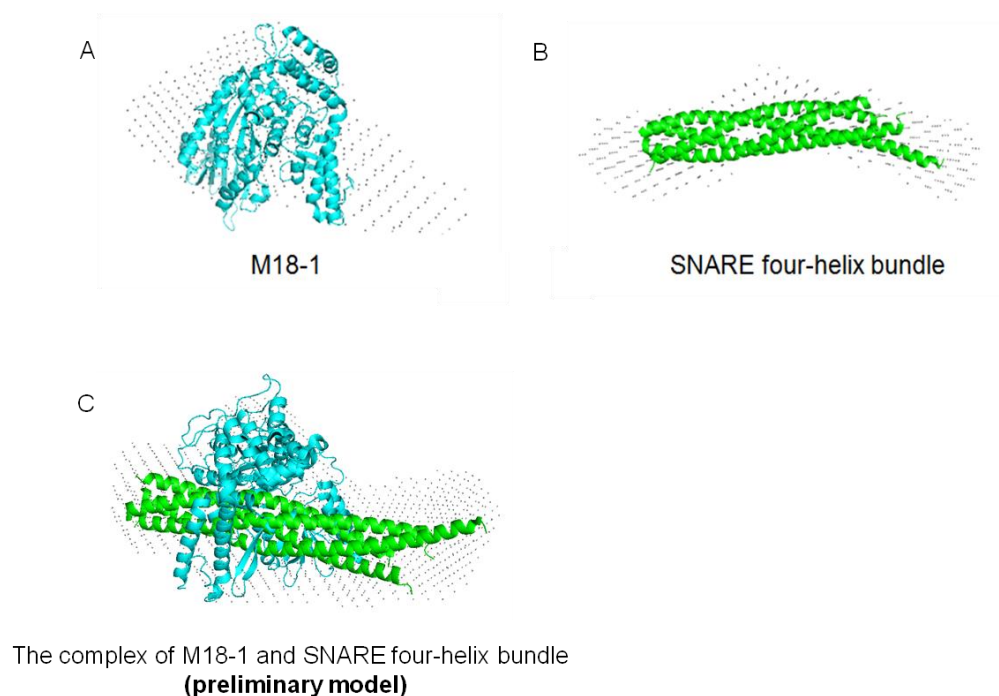 A
B
M18-1
SNARE four-helix bundle
C
The complex of M18-1 and SNARE four-helix bundle
(preliminary model)